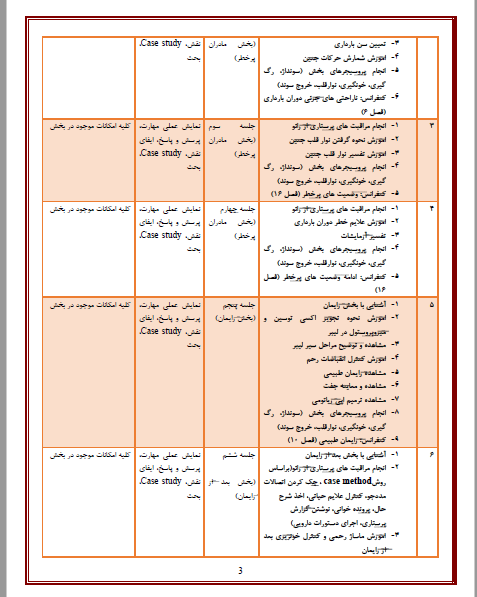 ۳- تعیین سن بارداری
۴- آموزش شمارش حرکات جنین
۵- انجام پروسیجرهای بخش (سونداژ، رگ
گیری، خونگیری، نوارقلب، خروج سوند)
۶- کنفرانس: ناراحتی های جزئی دوران بارداری
(فصل ۶)
(بخش مادران
پرخطر)
نقش، Case study،
بحث
۳
۱- انجام مراقبت های پرستاری از زائو
۲- آموزش نحوه گرفتن نوار قلب جنین
۳- آموزش تفسیر نوار قلب جنین
۴- انجام پروسیجرهای بخش (سونداژ، رگ
گیری، خونگیری، نوارقلب، خروج سوند)
۵- کنفرانس: وضعیت های پرخطر (فصل ۱۶)
جلسه سوم
(بخش مادران
پرخطر)
نمایش عملی مهارت،
پرسش و پاسخ، ایفای
نقش، Case study،
بحث
کلیه امکانات موجود در بخش
۴
۱- انجام مراقبت های پرستاری از زائو
۲- آموزش علایم خطر دوران بارداری
۳- تفسیر آزمایشات
۴- انجام پروسیجرهای بخش (سونداژ، رگ
گیری، خونگیری، نوارقلب، خروج سوند)
۵- کنفرانس: ادامه وضعیت های پرخطر (فصل
۱۶)
جلسه چهارم
(بخش مادران
پرخطر)
نمایش عملی مهارت،
پرسش و پاسخ، ایفای
نقش، Case study،
بحث
کلیه امکانات موجود در بخش
۵
۱- آشنایی با بخش زایمان
۲- آموزش نحوه تجویز اکسی توسین و
میزوپروستول در لیبر
۳- مشاهده و توضیح مراحل سیر لیبر
۴- آموزش کنترل انقباضات رحم
۵- مشاهده زایمان طبیعی
۶- مشاهده و معاینه جفت
۷- مشاهده ترمیم اپی زیاتومی
۸- انجام پروسیجرهای بخش (سونداژ، رگ
گیری، خونگیری، نوارقلب، خروج سوند)
۹- کنفرانس: زایمان طبیعی (فصل ۱۰)
جلسه پنجم
(بخش زایمان)
نمایش عملی مهارت،
پرسش و پاسخ، ایفای
نقش، Case study،
بحث
کلیه امکانات موجود در بخش
۶
۱- آشنایی با بخش بعد از زایمان
۲- انجام مراقبت های پرستاری از زائو(براساس
روش case method، چک کردن اتصالات
مددجو، کنترل علایم حیاتی، اخذ شرح
حال، پرونده خوانی، نوشتن گزارش
پرستاری، اجرای دستورات دارویی)
۳- آموزش ماساژ رحمی و کنترل خونریزی بعد
از زایمان
جلسه ششم
(بخش بعد از
زایمان)
نمایش عملی مهارت،
پرسش و پاسخ، ایفای
نقش، Case study،
بحث
کلیه امکانات موجود در بخش
3